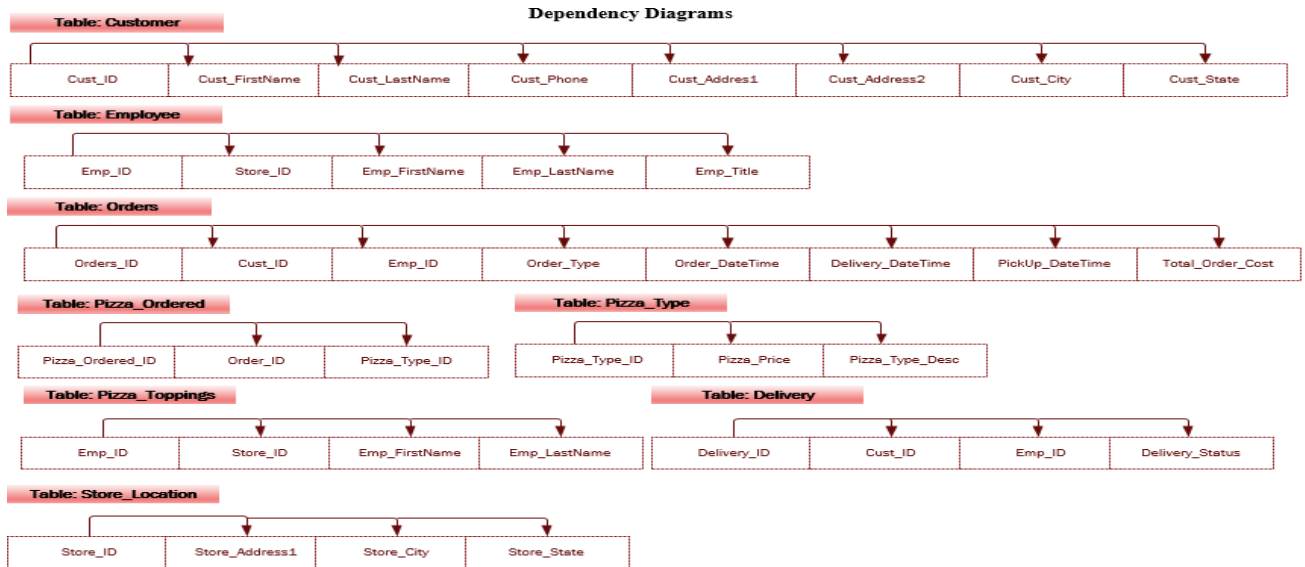 Dependency Diagrams
Table: Customer
Cust_ID Cust_FirstName Cust_LastName Cust_Phone Cust_Addres1 Cust_Address2 Cust_City Cust_State
Table: Employee
Emp_ID Store_ID Emp_FirstName Emp_LastName Emp_Title
Table: Orders
Orders_ID Cust_ID Emp_ID Order_Type Order_DateTime Delivery_DateTime PickUp_DateTime Total_Order_Cost
Table: Pizza_Ordered
Pizza_Ordered_ID Order_ID Pizza_Type_ID
Table: Pizza_Type
Pizza_Type_ID Pizza_Price Pizza_Type_Desc
Table: Pizza_Toppings
Emp_ID Store_ID Emp_FirstName Emp_LastName
Table: Delivery
Delivery_ID Cust_ID Emp_ID Delivery_Status
Table: Store_Location
Store_ID Store_Address1 Store_City Store_State